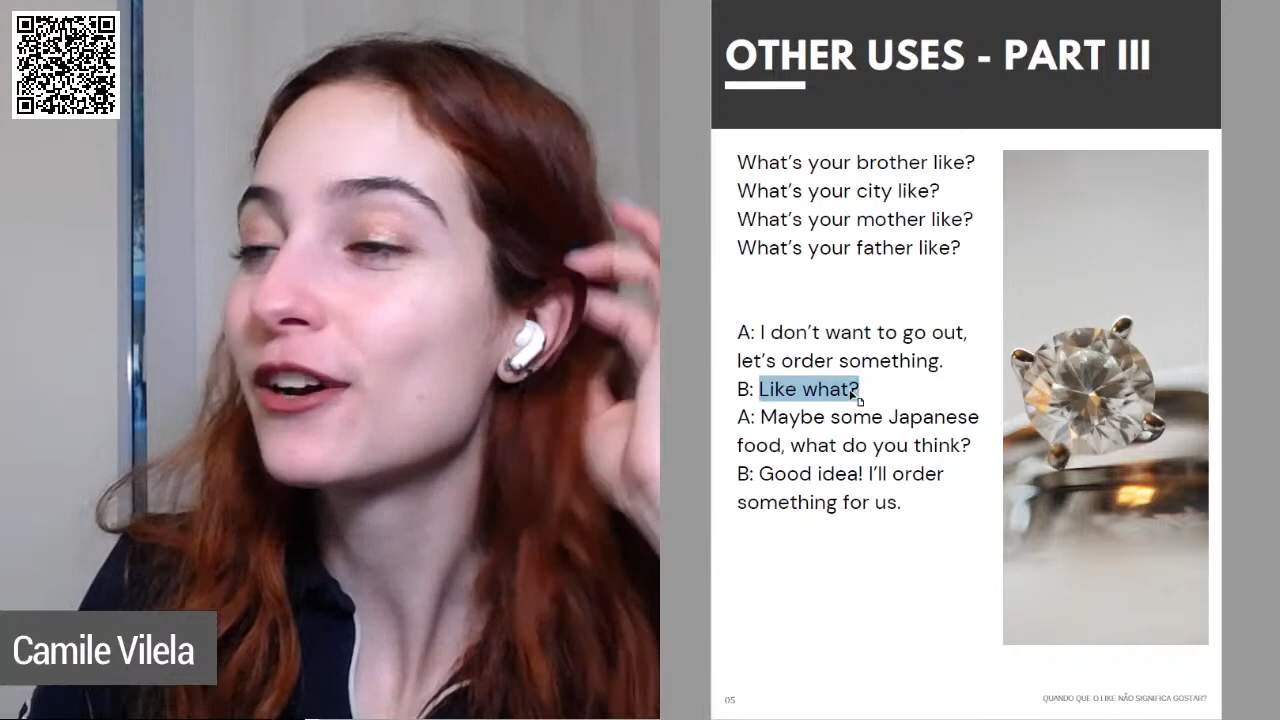 OTHER USES - PART III
What's your brother like?
What's your city like?
What's your mother like?
What's your father like?
A: I don't want to go out,
let's order something.
B: Like what?
A: Maybe some Japanese
food, what do you think?
B: Good idea! I'll order
something for us.
Camile Vilela
05
QUANDO QUE O LIKE NÃO SIGNIFICA GOSTAR?